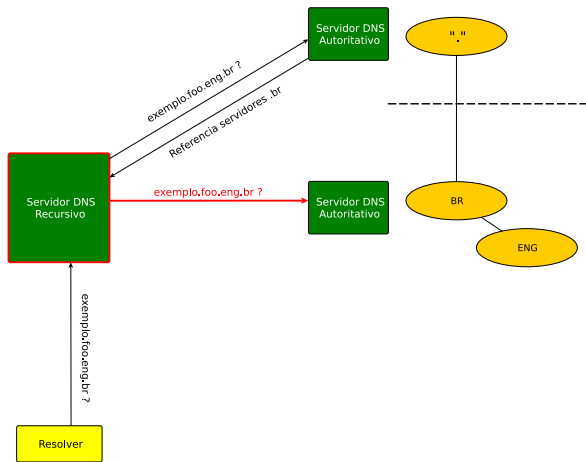 Servidor DNS
Autoritativo
"."
exemplo.foo.eng.br ?
Referencia servidores .br
Servidor DNS
Recursivo
exemplo.foo.eng.br ?
Servidor DNS
Autoritativo
BR
ENG
exemplo.foo.eng.br ?
Resolver